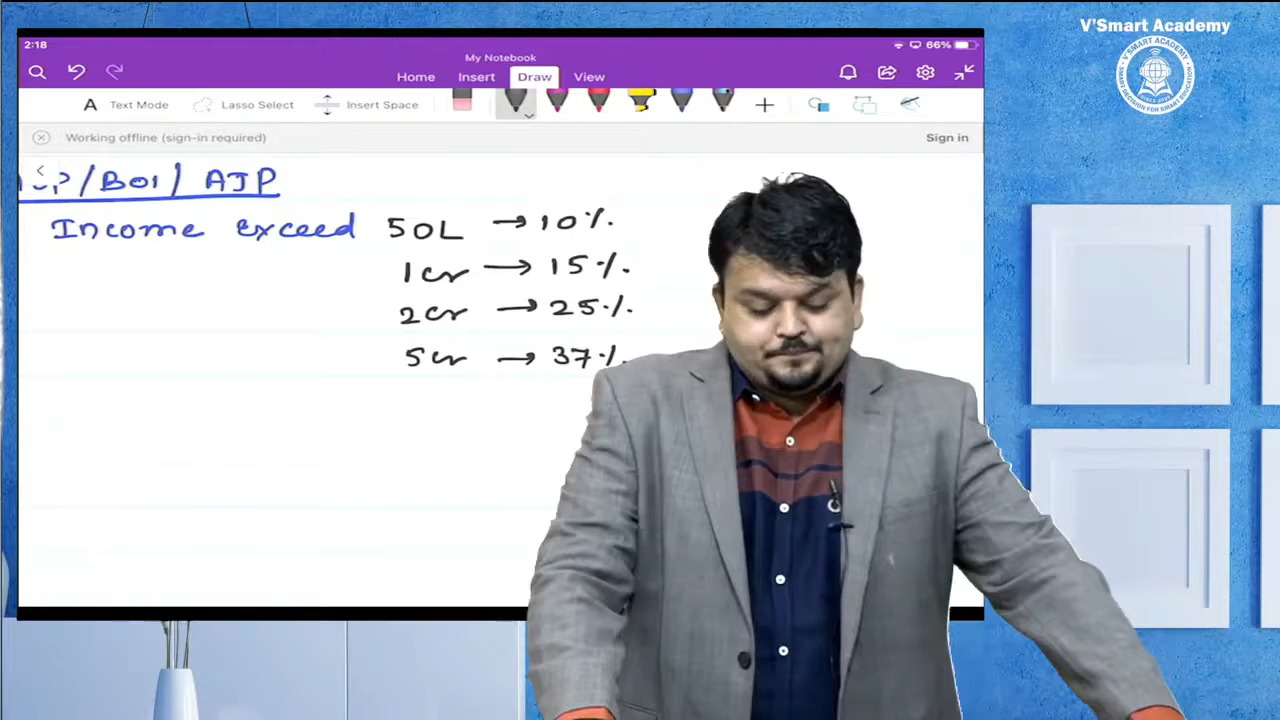 V'Smart Academy
2:18
66%
My Notebook
Home Insert Draw View
Text Mode Lasso Select Insert Space
Working offline (sign-in required) Sign in
/BOI/ AJP
Income exceed 50L → 10%.
1cr → 15%.
2cr → 25%.
5cr → 37%.